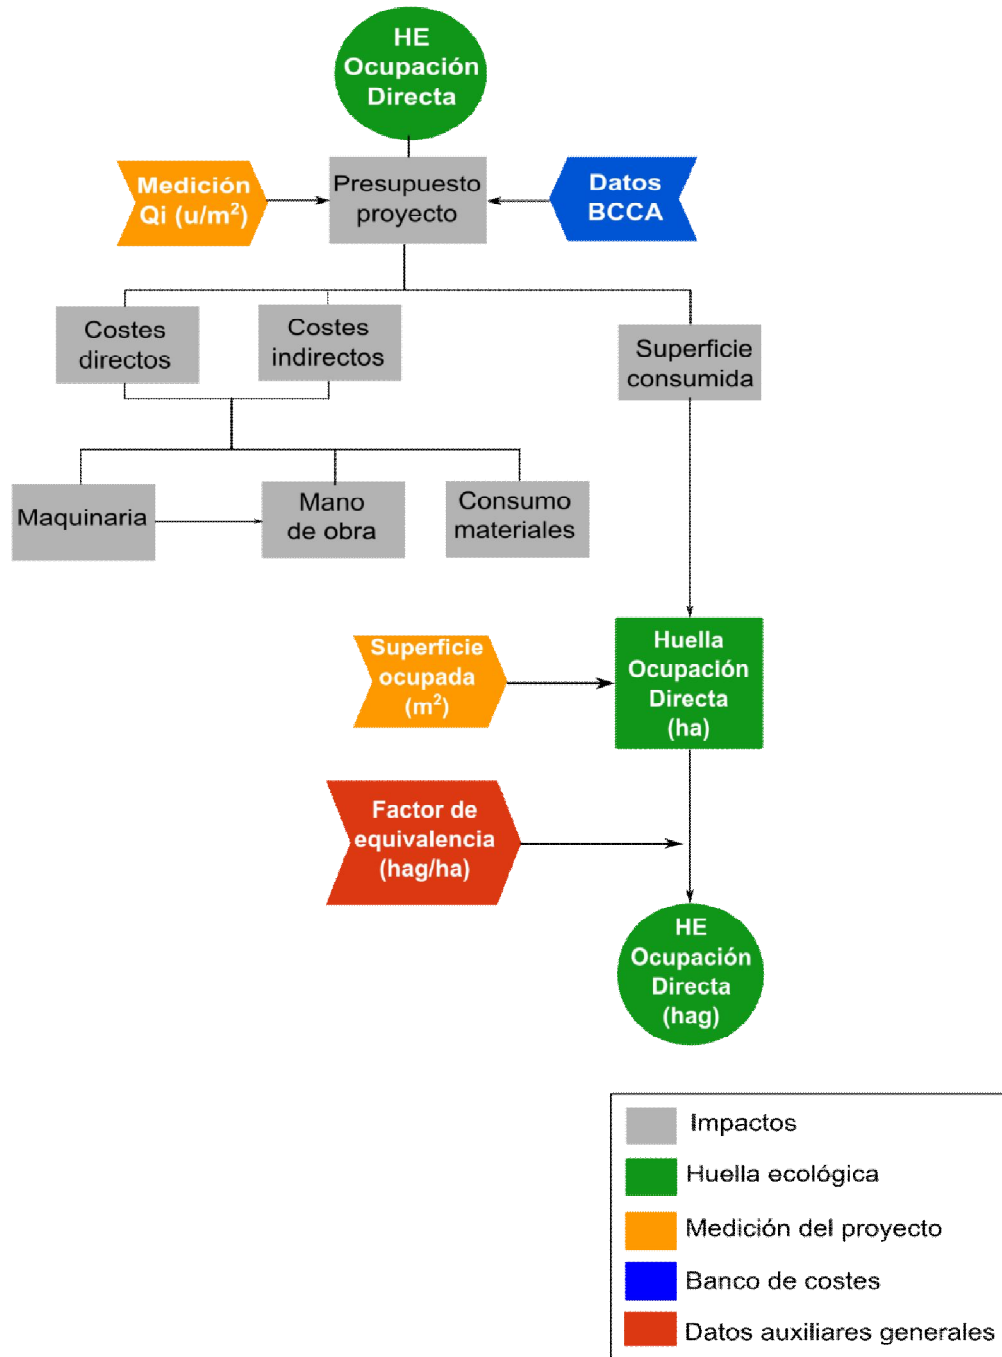 HE
Ocupación
Directa
Medición
Qi (u/m²)
Presupuesto
proyecto
Datos
BCCA
Costes
directos
Costes
indirectos
Superficie
consumida
Maquinaria
Mano
de obra
Consumo
materiales
Superficie
ocupada
(m²)
Huella
Ocupación
Directa
(ha)
Factor de
equivalencia
(hag/ha)
HE
Ocupación
Directa
(hag)
Impactos
Huella ecológica
Medición del proyecto
Banco de costes
Datos auxiliares generales